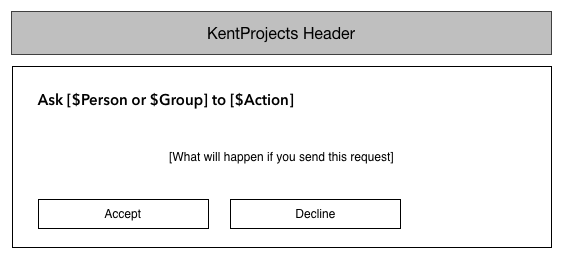 KentProjects Header
Ask [$Person or $Group] to [$Action]
[What will happen if you send this request]
Accept
Decline